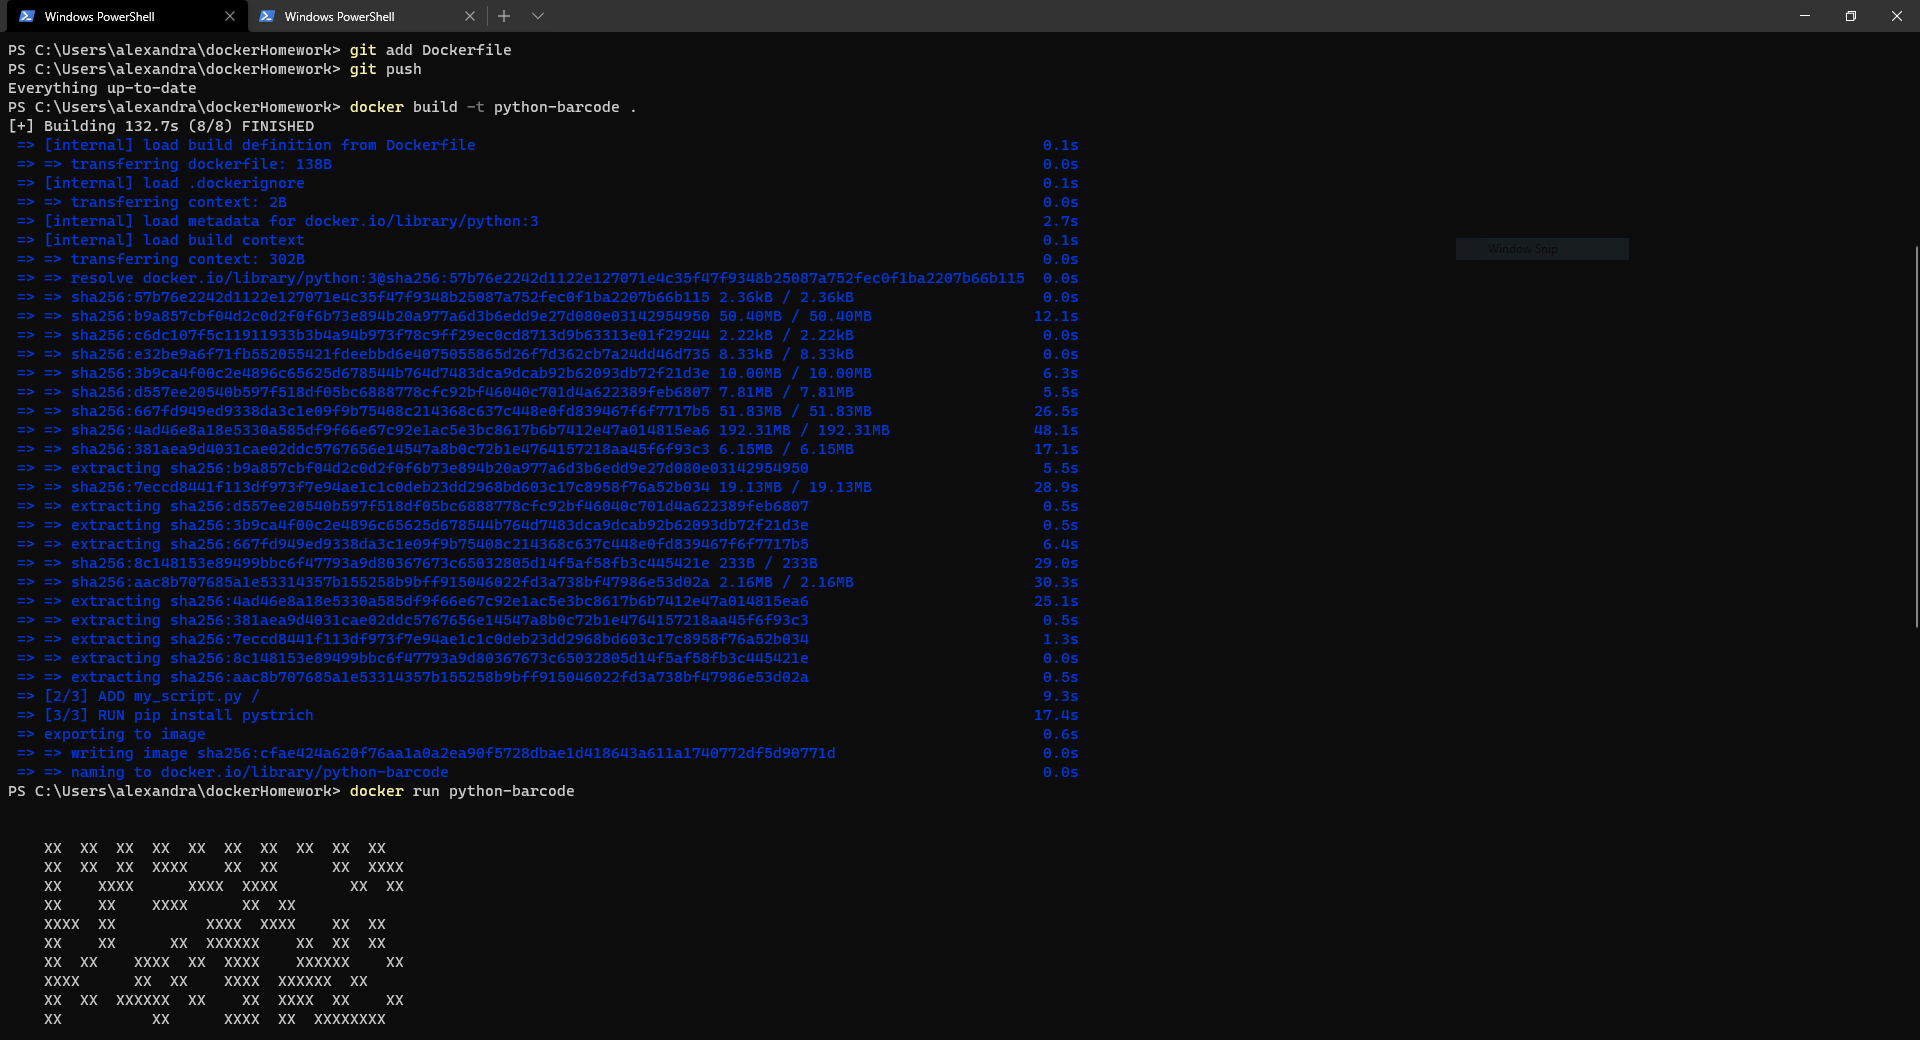 Windows PowerShell
Windows PowerShell
PS C:\Users\alexandra\dockerHomework> git add Dockerfile
PS C:\Users\alexandra\dockerHomework> git push
Everything up-to-date
PS C:\Users\alexandra\dockerHomework> docker build -t python-barcode .
[+] Building 132.7s (8/8) FINISHED
=> [internal] load build definition from Dockerfile 0.1s
=> => transferring dockerfile: 138B 0.0s
=> [internal] load .dockerignore 0.1s
=> => transferring context: 2B 0.0s
=> [internal] load metadata for docker.io/library/python:3 2.7s
=> [internal] load build context 0.1s
=> => transferring context: 302B 0.0s
=> => resolve docker.io/library/python:3@sha256:57b76e2242d1122e127071e4c35f47f9348b25087a752fec0f1ba2207b66b115 0.0s
=> => sha256:57b76e2242d1122e127071e4c35f47f9348b25087a752fec0f1ba2207b66b115 2.36kB / 2.36kB 0.0s
=> => sha256:b9a857cbf04d2c0d2f0f6b73e894b20a977a6d3b6edd9e27d080e03142954950 50.40MB / 50.40MB 12.1s
=> => sha256:c6dc107f5c11911933b3b4a94b973f78c9ff29ec0cd8713d9b63313e01f29244 2.22kB / 2.22kB 0.0s
=> => sha256:e32be9a6f71fb552055421fdeebbd6e4075055865d26f7d362cb7a24dd46d735 8.33kB / 8.33kB 0.0s
=> => sha256:3b9ca4f00c2e4896c65625d678544b764d7483dca9dcab92b62093db72f21d3e 10.00MB / 10.00MB 6.3s
=> => sha256:d557ee20540b597f518df05bc6888778cfc92bf46040c701d4a622389feb6807 7.81MB / 7.81MB 5.5s
=> => sha256:667fd949ed9338da3c1e09f9b75408c214368c637c448e0fd839467f6f7717b5 51.83MB / 51.83MB 26.5s
=> => sha256:4ad46e8a18e5330a585df9f66e67c92e1ac5e3bc8617b6b7412e47a014815ea6 192.31MB / 192.31MB 48.1s
=> => sha256:381aea9d4031cae02ddc5767656e14547a8b0c72b1e4764157218aa45f6f93c3 6.15MB / 6.15MB 17.1s
=> => extracting sha256:b9a857cbf04d2c0d2f0f6b73e894b20a977a6d3b6edd9e27d080e03142954950 5.5s
=> => sha256:7eccd8441f113df973f7e94ae1c1c0deb23dd2968bd603c17c8958f76a52b034 19.13MB / 19.13MB 28.9s
=> => extracting sha256:d557ee20540b597f518df05bc6888778cfc92bf46040c701d4a622389feb6807 0.5s
=> => extracting sha256:3b9ca4f00c2e4896c65625d678544b764d7483dca9dcab92b62093db72f21d3e 0.5s
=> => extracting sha256:667fd949ed9338da3c1e09f9b75408c214368c637c448e0fd839467f6f7717b5 6.4s
=> => sha256:8c148153e89499bbc6f47793a9d80367673c65032805d14f5af58fb3c445421e 233B / 233B 29.0s
=> => sha256:aac8b707685a1e53314357b155258b9bff915046022fd3a738bf47986e53d02a 2.16MB / 2.16MB 30.3s
=> => extracting sha256:4ad46e8a18e5330a585df9f66e67c92e1ac5e3bc8617b6b7412e47a014815ea6 25.1s
=> => extracting sha256:381aea9d4031cae02ddc5767656e14547a8b0c72b1e4764157218aa45f6f93c3 0.5s
=> => extracting sha256:7eccd8441f113df973f7e94ae1c1c0deb23dd2968bd603c17c8958f76a52b034 1.3s
=> => extracting sha256:8c148153e89499bbc6f47793a9d80367673c65032805d14f5af58fb3c445421e 0.0s
=> => extracting sha256:aac8b707685a1e53314357b155258b9bff915046022fd3a738bf47986e53d02a 0.5s
=> [2/3] ADD my_script.py / 9.3s
=> [3/3] RUN pip install pystrich 17.4s
=> exporting to image 0.6s
=> => writing image sha256:cfae424a620f76aa1a0a2ea90f5728dbae1d418643a611a1740772df5d90771d 0.0s
=> => naming to docker.io/library/python-barcode 0.0s
PS C:\Users\alexandra\dockerHomework> docker run python-barcode
XX  XX  XX  XX  XX  XX  XX  XX  XX  XX
XX  XX  XX  XXXX    XX  XX      XX  XXXX
XX    XXXX      XXXX  XXXX        XX  XX
XX    XX    XXXX      XX  XX
XXXX  XX          XXXX  XXXX    XX  XX
XX    XX      XX  XXXXXX    XX  XX  XX
XX  XX    XXXX  XX  XXXX    XXXXXX    XX
XXXX      XX  XX    XXXX  XXXXXX  XX
XX  XX  XXXXXX  XX    XX  XXXX  XX    XX
XX          XX      XXXX  XX  XXXXXXXX
Window Snip